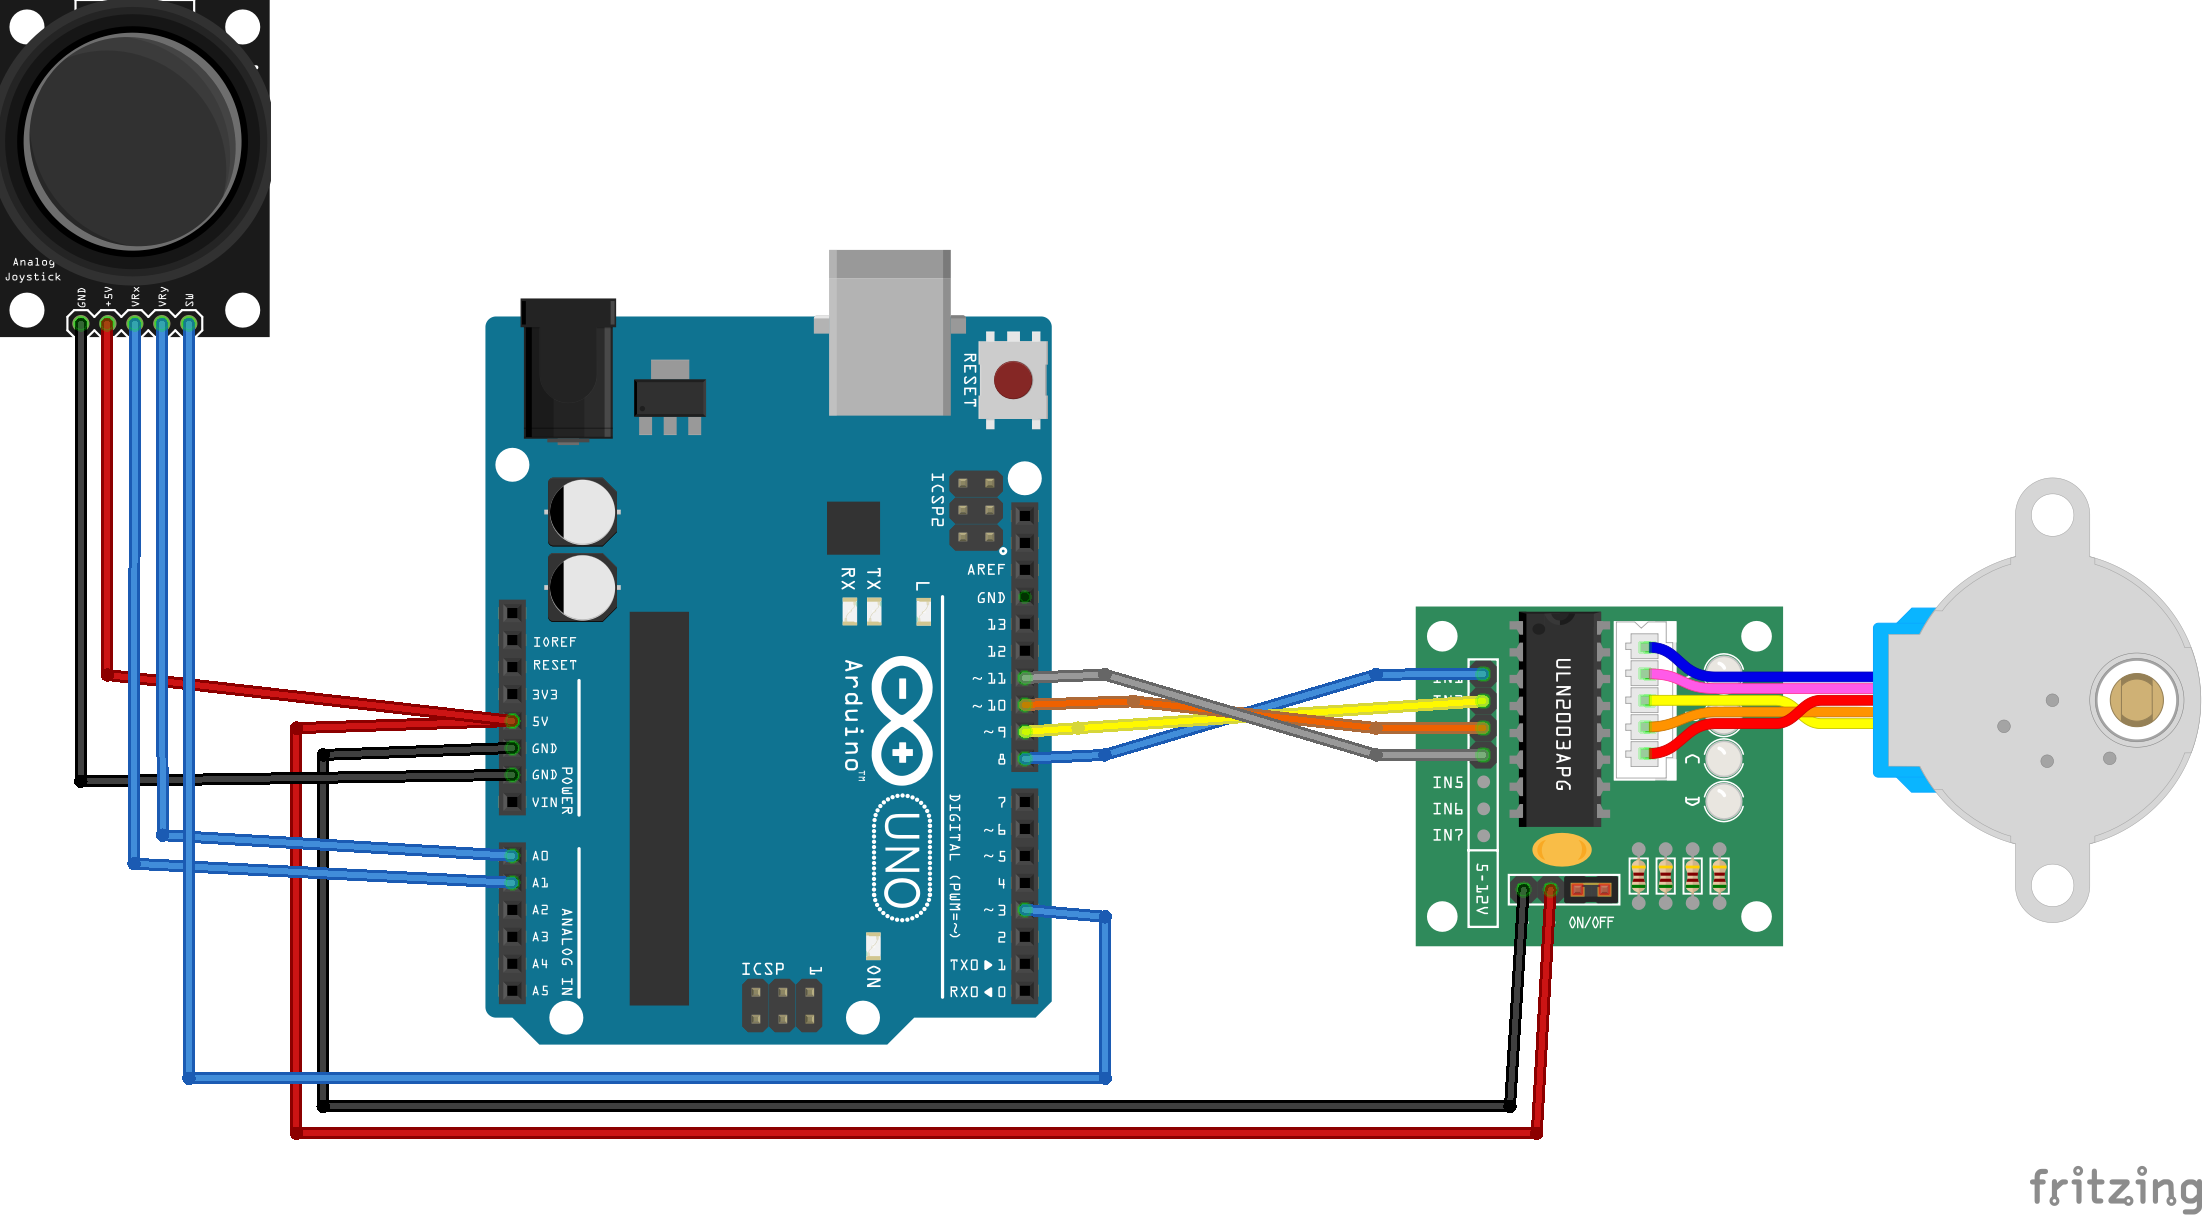 Analog
Joystick
GND
+5V
VRx
VRy
SW
RESET
ICSP2
IOREF
RESET
3V3
5V
GND
GND
VIN
POWER
A0
A1
A2
A3
A4
A5
ANALOG IN
RX
TX
L
Arduino™
UNO
ON
ICSP
1
AREF
GND
13
12
~11
~10
~9
8
7
~6
~5
4
~3
2
TX0▶1
RX0◀0
DIGITAL (PWM=~)
IN1
IN5
IN6
IN7
5-12V
ULN2003APG
C
D
ON/OFF
fritzing